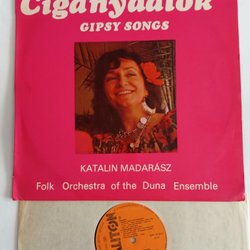 Cigánydalok
GIPSY SONGS
KATALIN MADARÁSZ
Folk Orchestra of the Duna Ensemble